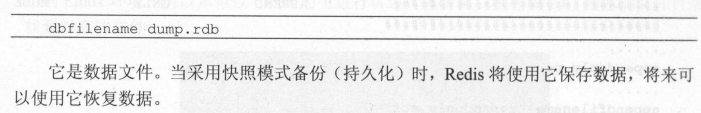 dbfilename dump.rdb
它是数据文件。当采用快照模式备份（持久化）时，Redis 将使用它保存数据，将来可
以使用它恢复数据。